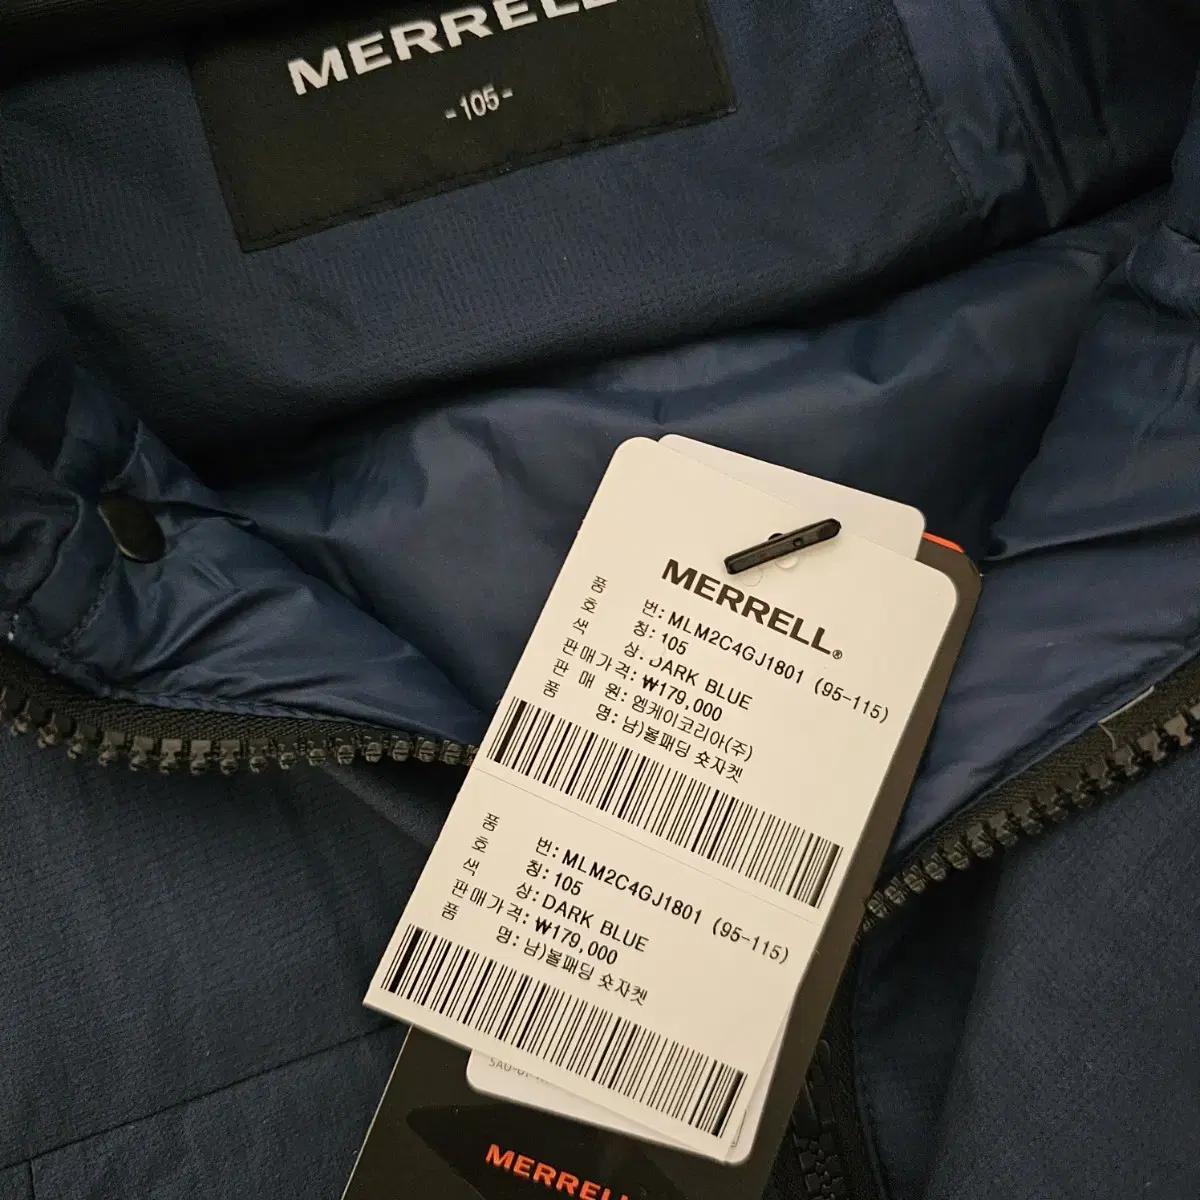 MERRELL
-105-
MERRELL®
품 번: MLM2C4GJ1801 (95-115)
호 칭: 105
색 상: DARK BLUE
판매가격: ₩179,000
판 매 원: 엠케이코리아(주)
품 명: 남)볼패딩 숏자켓
품 번: MLM2C4GJ1801 (95-115)
호 칭: 105
색 상: DARK BLUE
판매가격: ₩179,000
품 명: 남)볼패딩 숏자켓
MERRELL